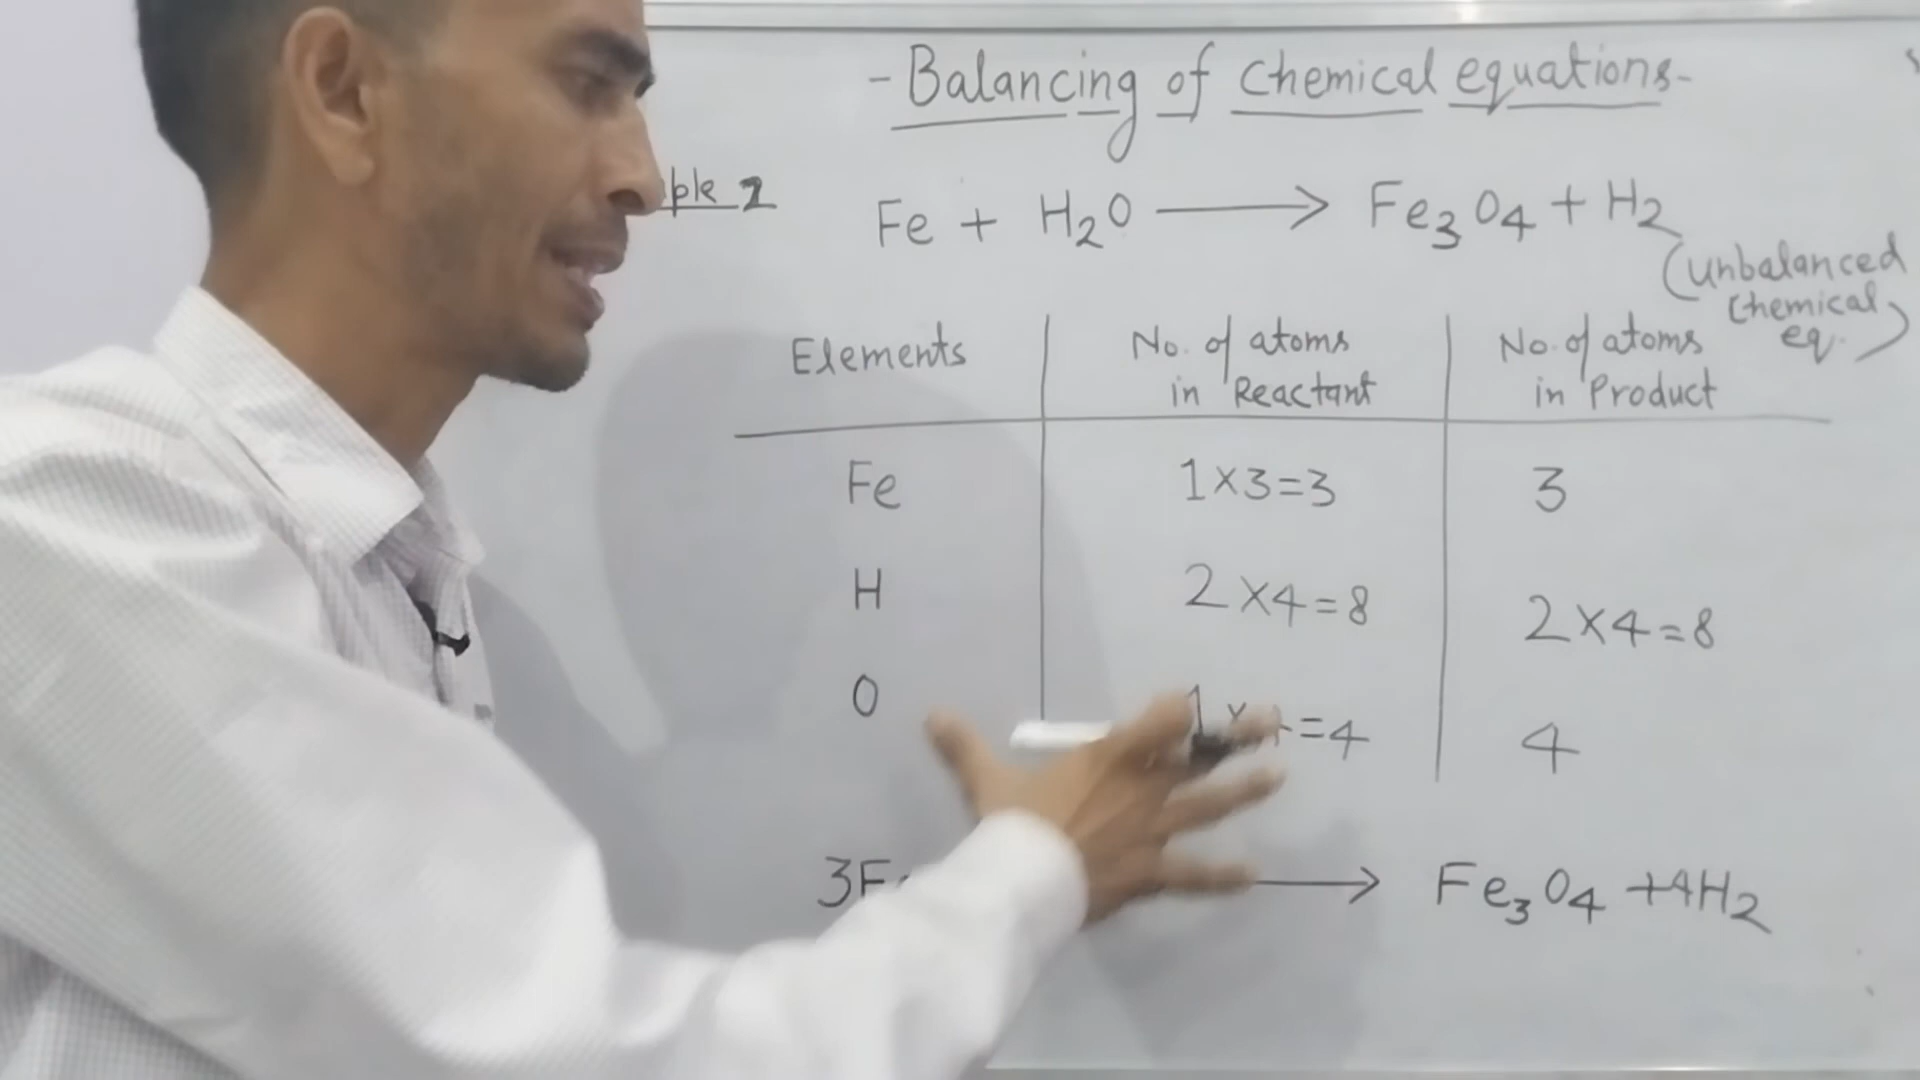 - Balancing of Chemical equations -
ple 2
Fe + H2O → Fe3O4 + H2
(Unbalanced
Chemical
eq.)
Elements No. of atoms in Reactant No. of atoms in Product
Fe 1×3=3 3
H 2×4=8 2×4=8
O 1× =4 4
3F → Fe3O4 +4H2